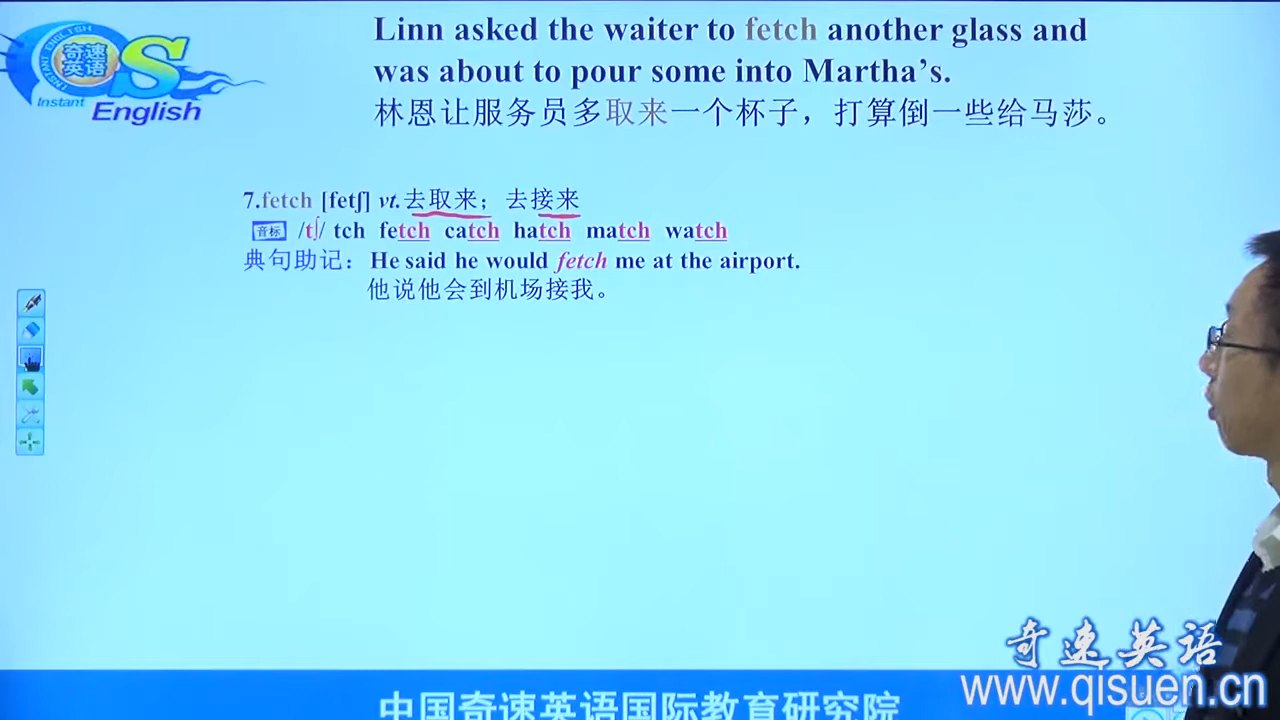 INSTANT ENGLISH
奇速
英语
S
Instant
English
Linn asked the waiter to fetch another glass and
was about to pour some into Martha’s.
林恩让服务员多取来一个杯子，打算倒一些给马莎。
7.fetch [fetʃ] vt.去取来；去接来
音标 /tʃ/ tch fetch catch hatch match watch
典句助记：He said he would fetch me at the airport.
他说他会到机场接我。
奇速英语
www.qisuen.cn
中国奇速英语国际教育研究院